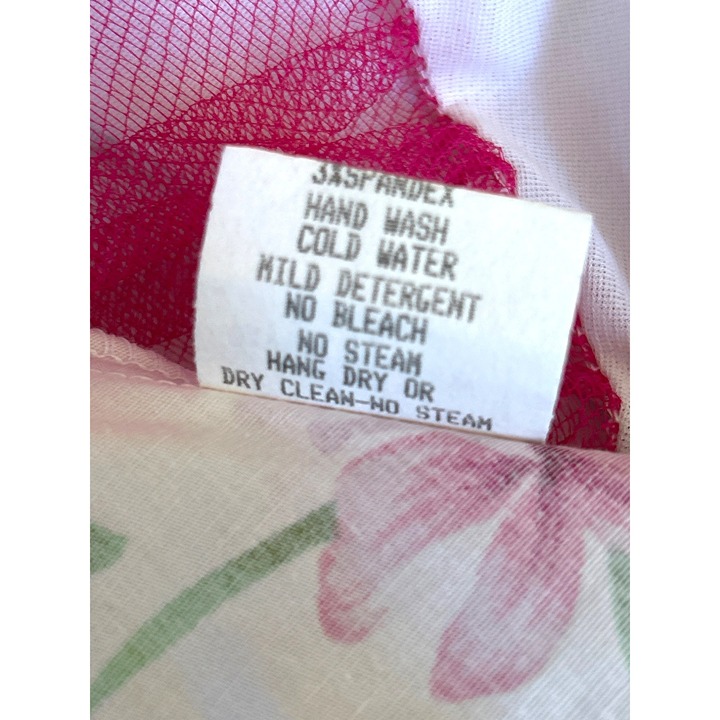 3%SPANDEX
HAND WASH
COLD WATER
MILD DETERGENT
NO BLEACH
NO STEAM
HANG DRY OR
DRY CLEAN-NO STEAM